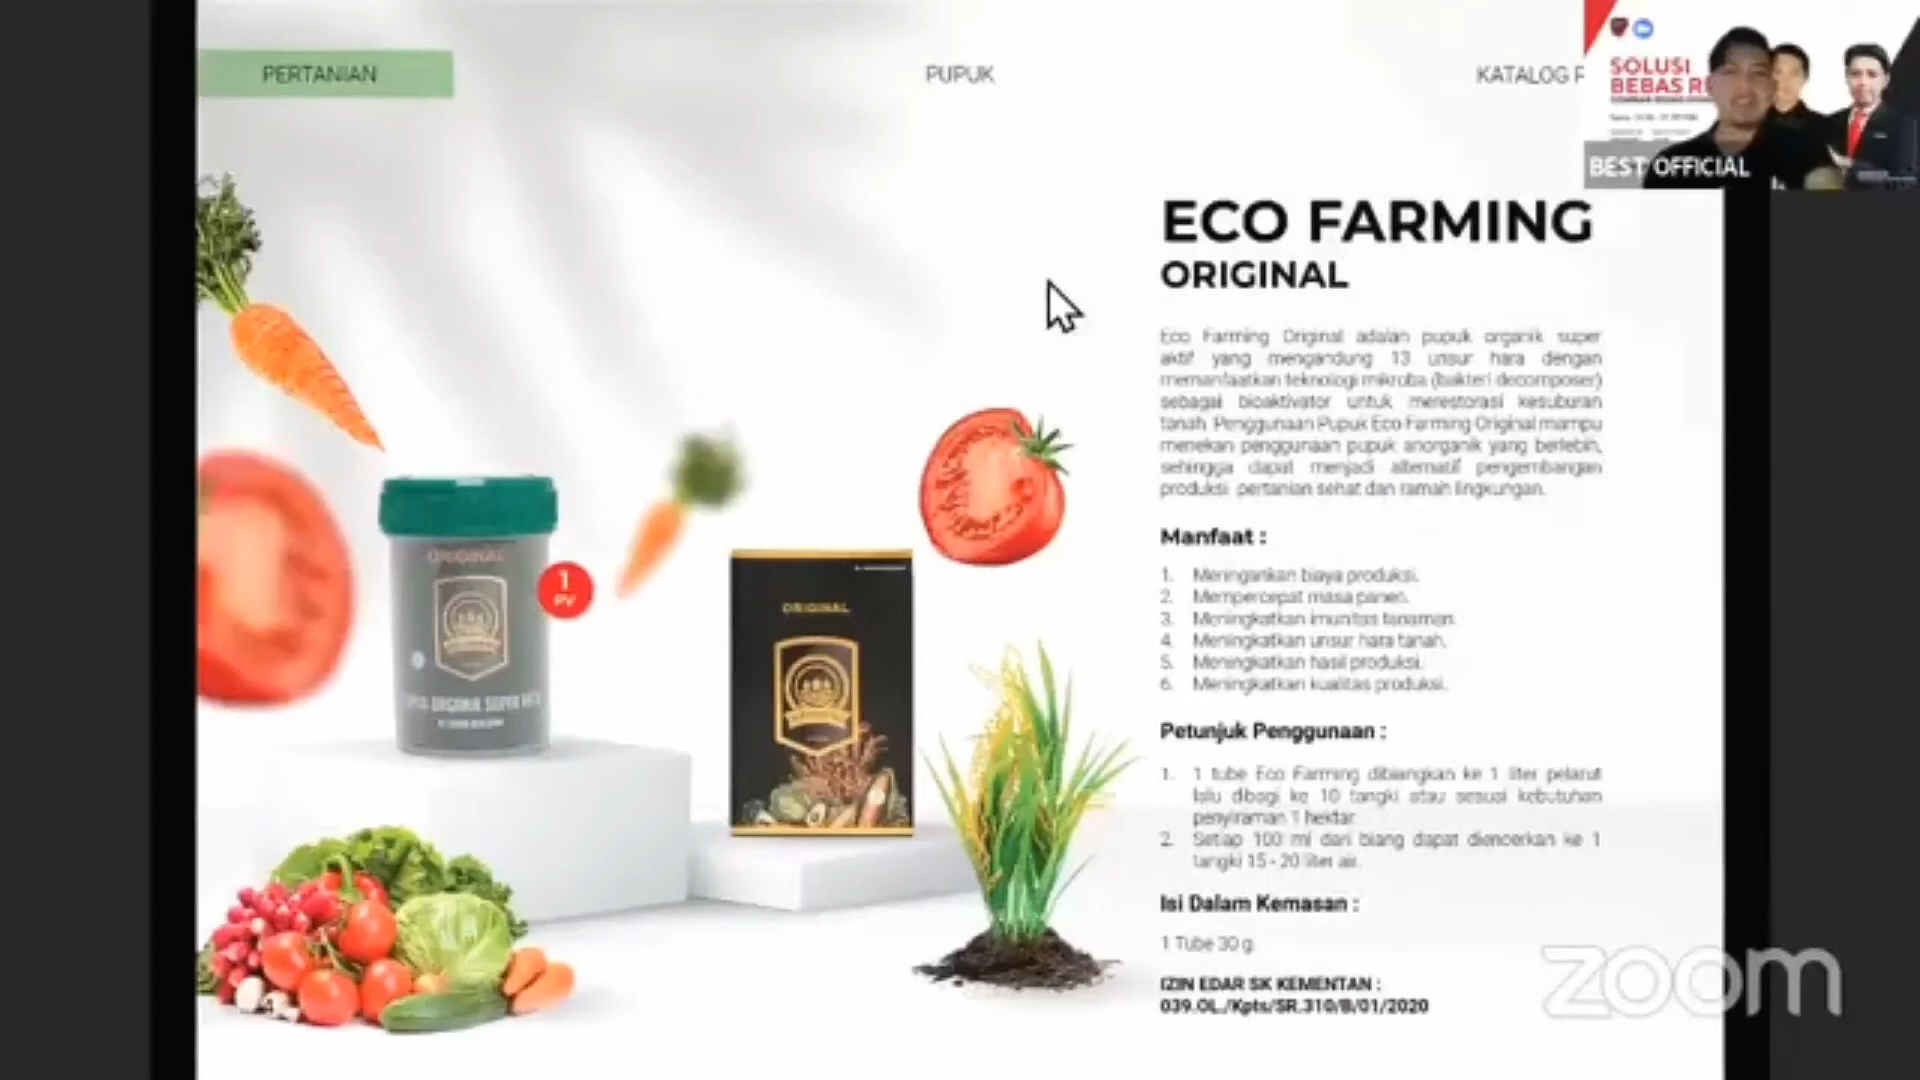 PERTANIAN
PUPUK
KATALOG P
SOLUSI
BEBAS RI
BEST OFFICIAL
ECO FARMING
ORIGINAL
Eco Farming Original adalah pupuk organik super
aktif yang mengandung 13 unsur hara dengan
memanfaatkan teknologi mikroba (bakteri decomposer)
sebagai bioaktivator untuk merestorasi kesuburan
tanah. Penggunaan Pupuk Eco Farming Original mampu
menekan penggunaan pupuk anorganik yang berlebih,
sehingga dapat menjadi alternatif pengembangan
produksi pertanian sehat dan ramah lingkungan.
Manfaat :
1. Meringankan biaya produksi.
2. Mempercepat masa panen.
3. Meningkatkan imunitas tanaman.
4. Meningkatkan unsur hara tanah.
5. Meningkatkan hasil produksi.
6. Meningkatkan kualitas produksi.
Petunjuk Penggunaan :
1. 1 tube Eco Farming dibiangkan ke 1 liter pelarut
lalu dibagi ke 10 tangki atau sesuai kebutuhan
penyiraman 1 hektar
2. Setiap 100 ml dari biang dapat diencerkan ke 1
tangki 15 - 20 liter air.
Isi Dalam Kemasan :
1 Tube 30 g.
IZIN EDAR SK KEMENTAN :
039.OL./Kpts/SR.310/B/01/2020
ORIGINAL
1
PV
ORGANIK SUPER
ORIGINAL
zoom